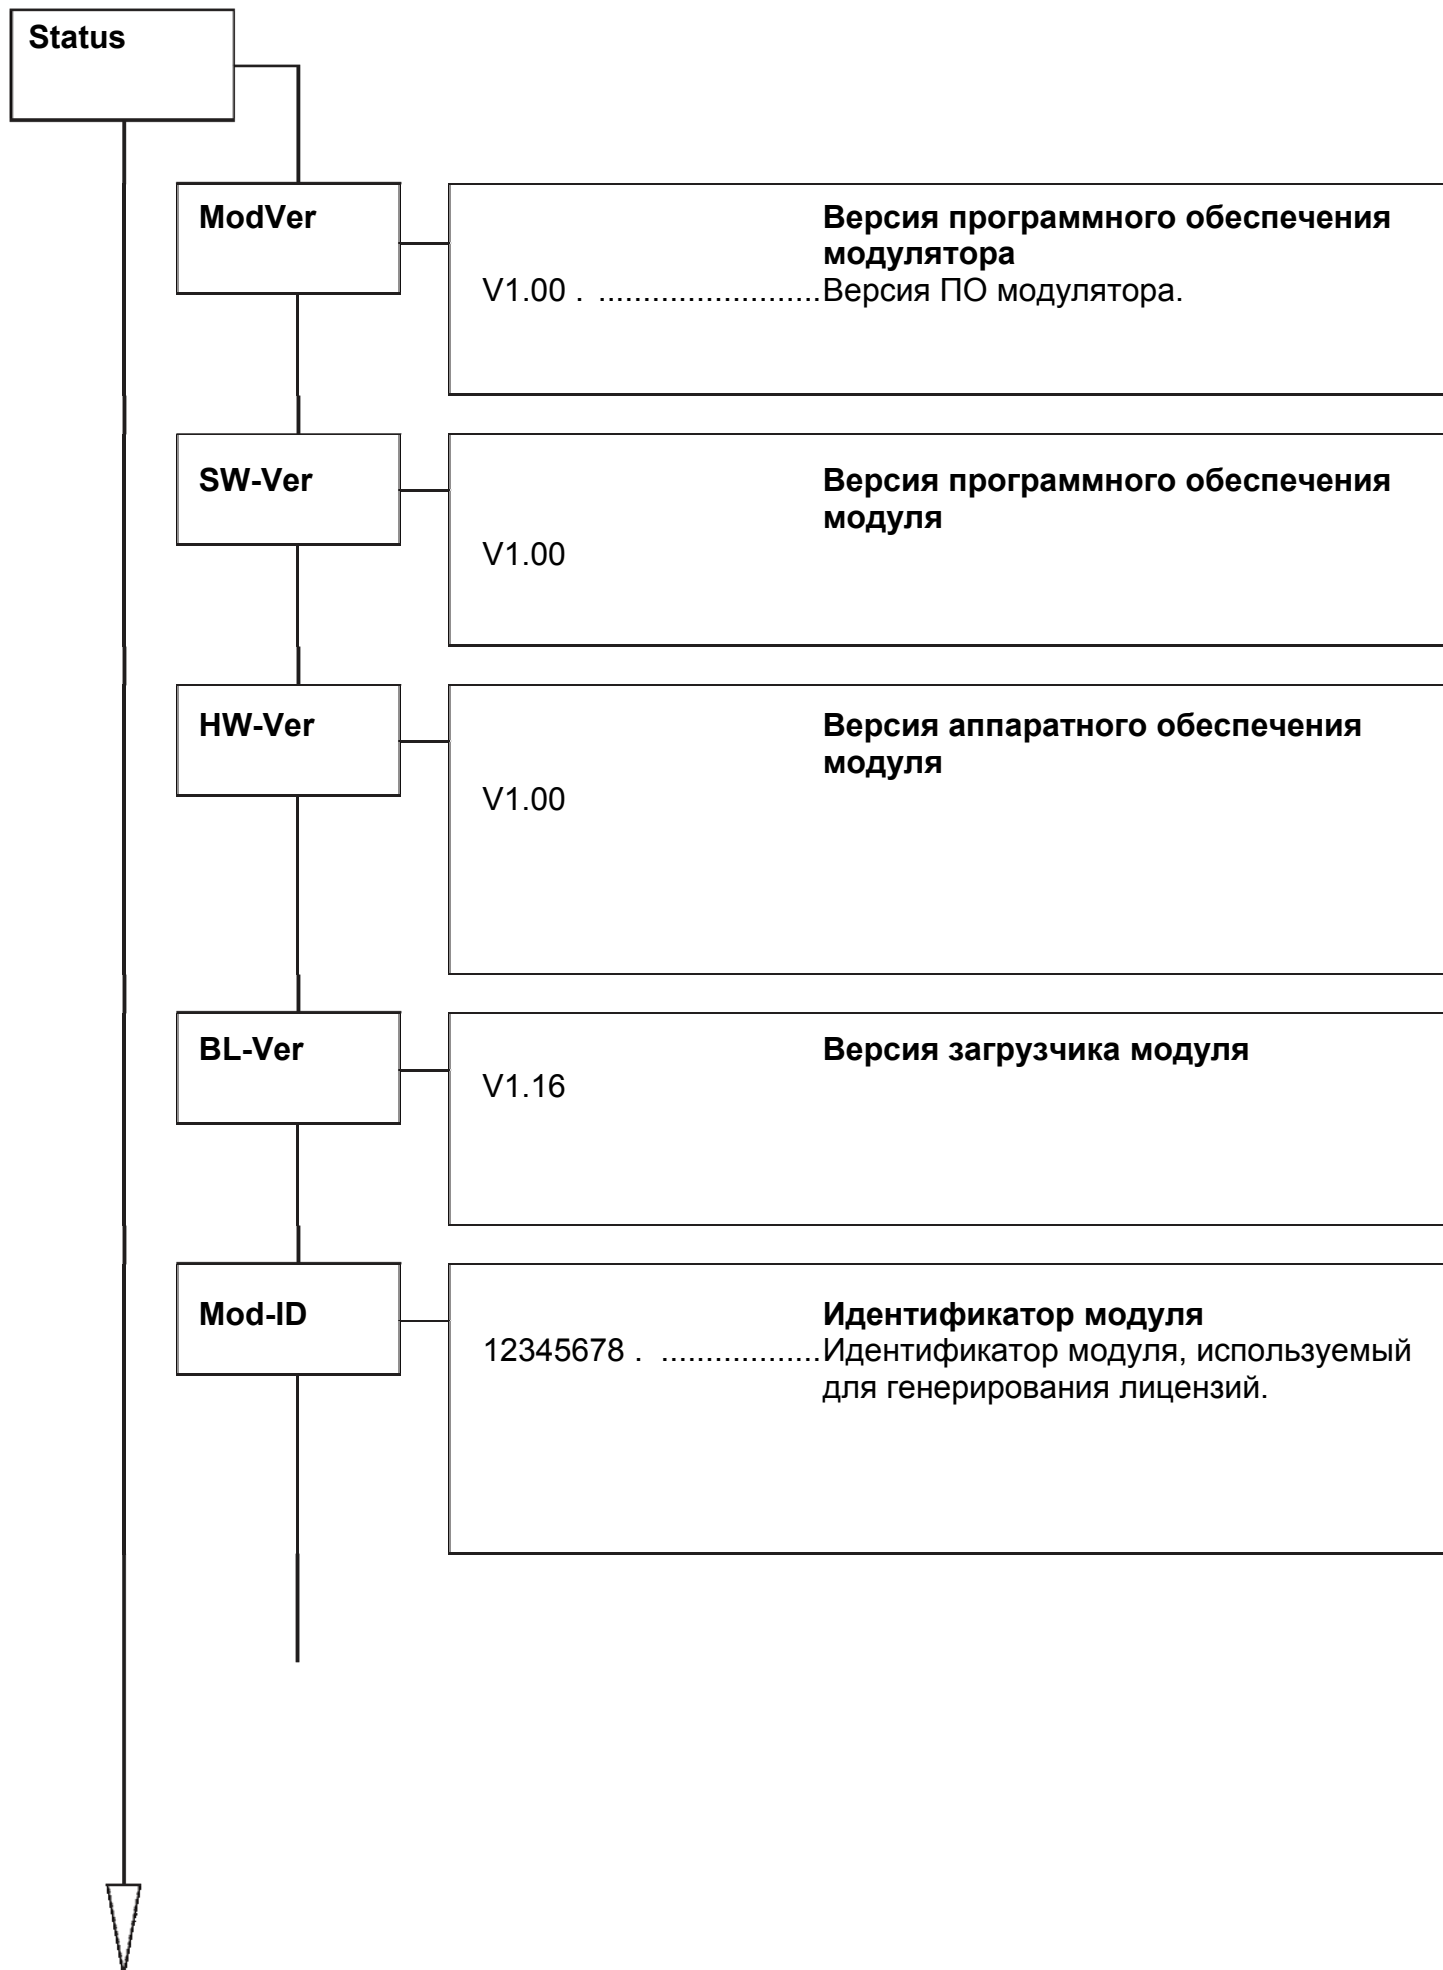 Status
ModVer
Версия программного обеспечения
модулятора
V1.00 . .........................Версия ПО модулятора.
SW-Ver
Версия программного обеспечения
модуля
V1.00
HW-Ver
Версия аппаратного обеспечения
модуля
V1.00
BL-Ver
Версия загрузчика модуля
V1.16
Mod-ID
Идентификатор модуля
12345678 . ..................Идентификатор модуля, используемый
для генерирования лицензий.